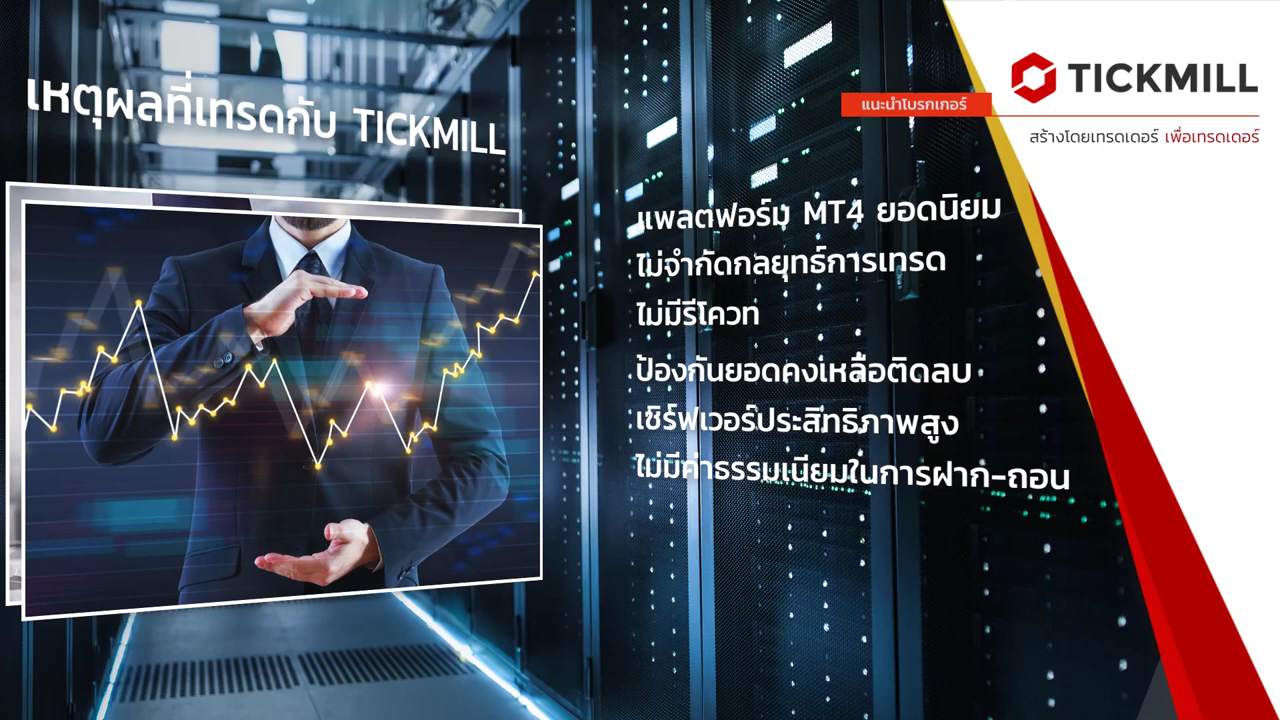 TICKMILL
แนะนำโบรกเกอร์
สร้างโดยเทรดเดอร์ เพื่อเทรดเดอร์
เหตุผลที่เทรดกับ TICKMILL
แพลตฟอร์ม MT4 ยอดนิยม
ไม่จำกัดกลยุทธ์การเทรด
ไม่มีรีโควท
ป้องกันยอดคงเหลือติดลบ
เซิร์ฟเวอร์ประสิทธิภาพสูง
ไม่มีค่าธรรมเนียมในการฝาก-ถอน